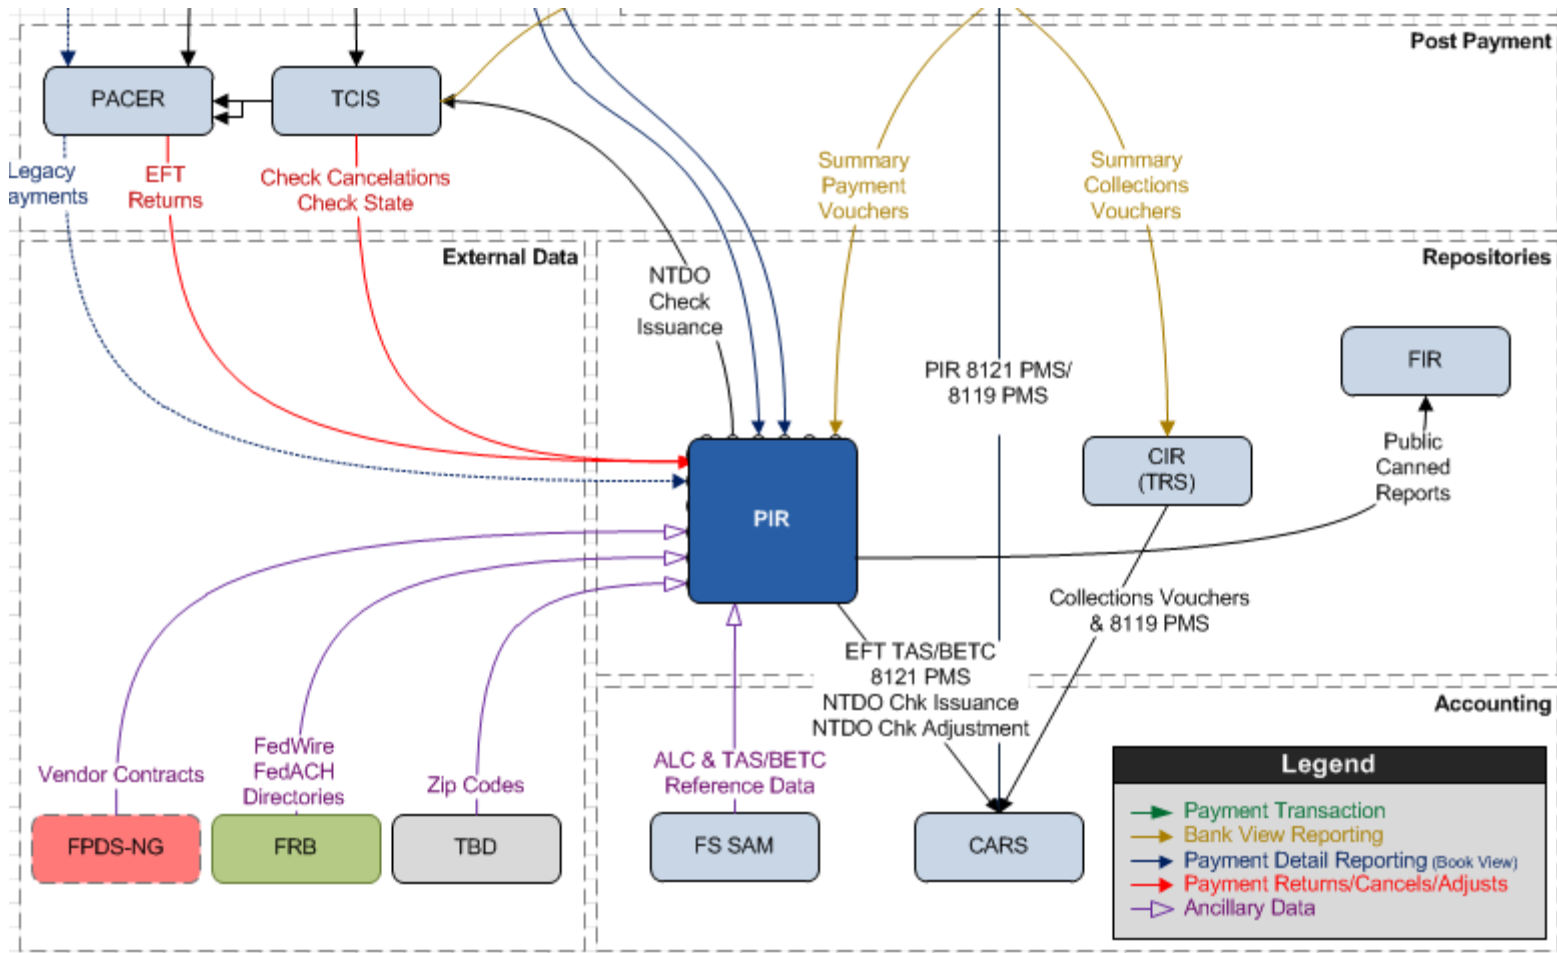 Post Payment
PACER
TCIS
Legacy
ayments
EFT
Returns
Check Cancelations
Check State
Summary
Payment
Vouchers
Summary
Collections
Vouchers
External Data
Repositories
NTDO
Check
Issuance
PIR 8121 PMS/
8119 PMS
FIR
Public
Canned
Reports
CIR
(TRS)
PIR
Collections Vouchers
& 8119 PMS
EFT TAS/BETC
8121 PMS
NTDO Chk Issuance
NTDO Chk Adjustment
Accounting
Vendor Contracts
FedWire
FedACH
Directories
Zip Codes
ALC & TAS/BETC
Reference Data
FPDS-NG
FRB
TBD
FS SAM
CARS
Legend
Payment Transaction
Bank View Reporting
Payment Detail Reporting (Book View)
Payment Returns/Cancels/Adjusts
Ancillary Data